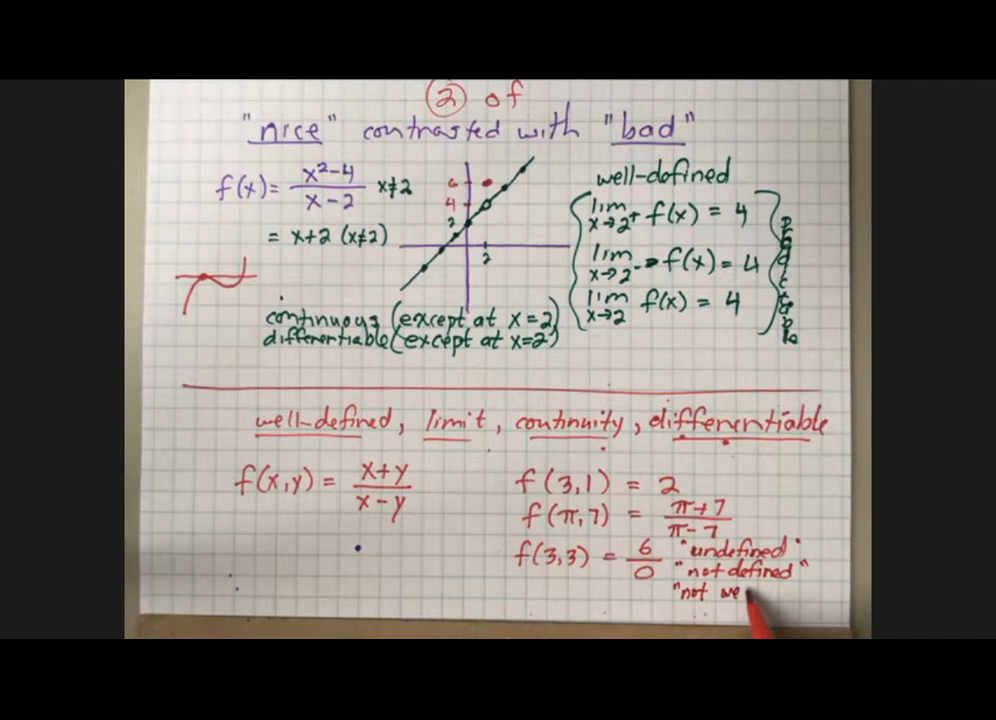 ② of
"nice" contrasted with "bad"
f(x) = x²-4 / x-2 x≠2
= x+2 (x≠2)
6
4
2
2
well-defined
lim x→2⁺ f(x) = 4
lim x→2⁻ f(x) = 4
lim x→2 f(x) = 4
continuous (except at x=2)
differentiable (except at x=2)
well-defined, limit, continuity, differentiable
f(x,y) = x+y / x-y
f(3,1) = 2
f(π,7) = π+7 / π-7
f(3,3) = 6/0 "undefined"
"not defined"
"not we